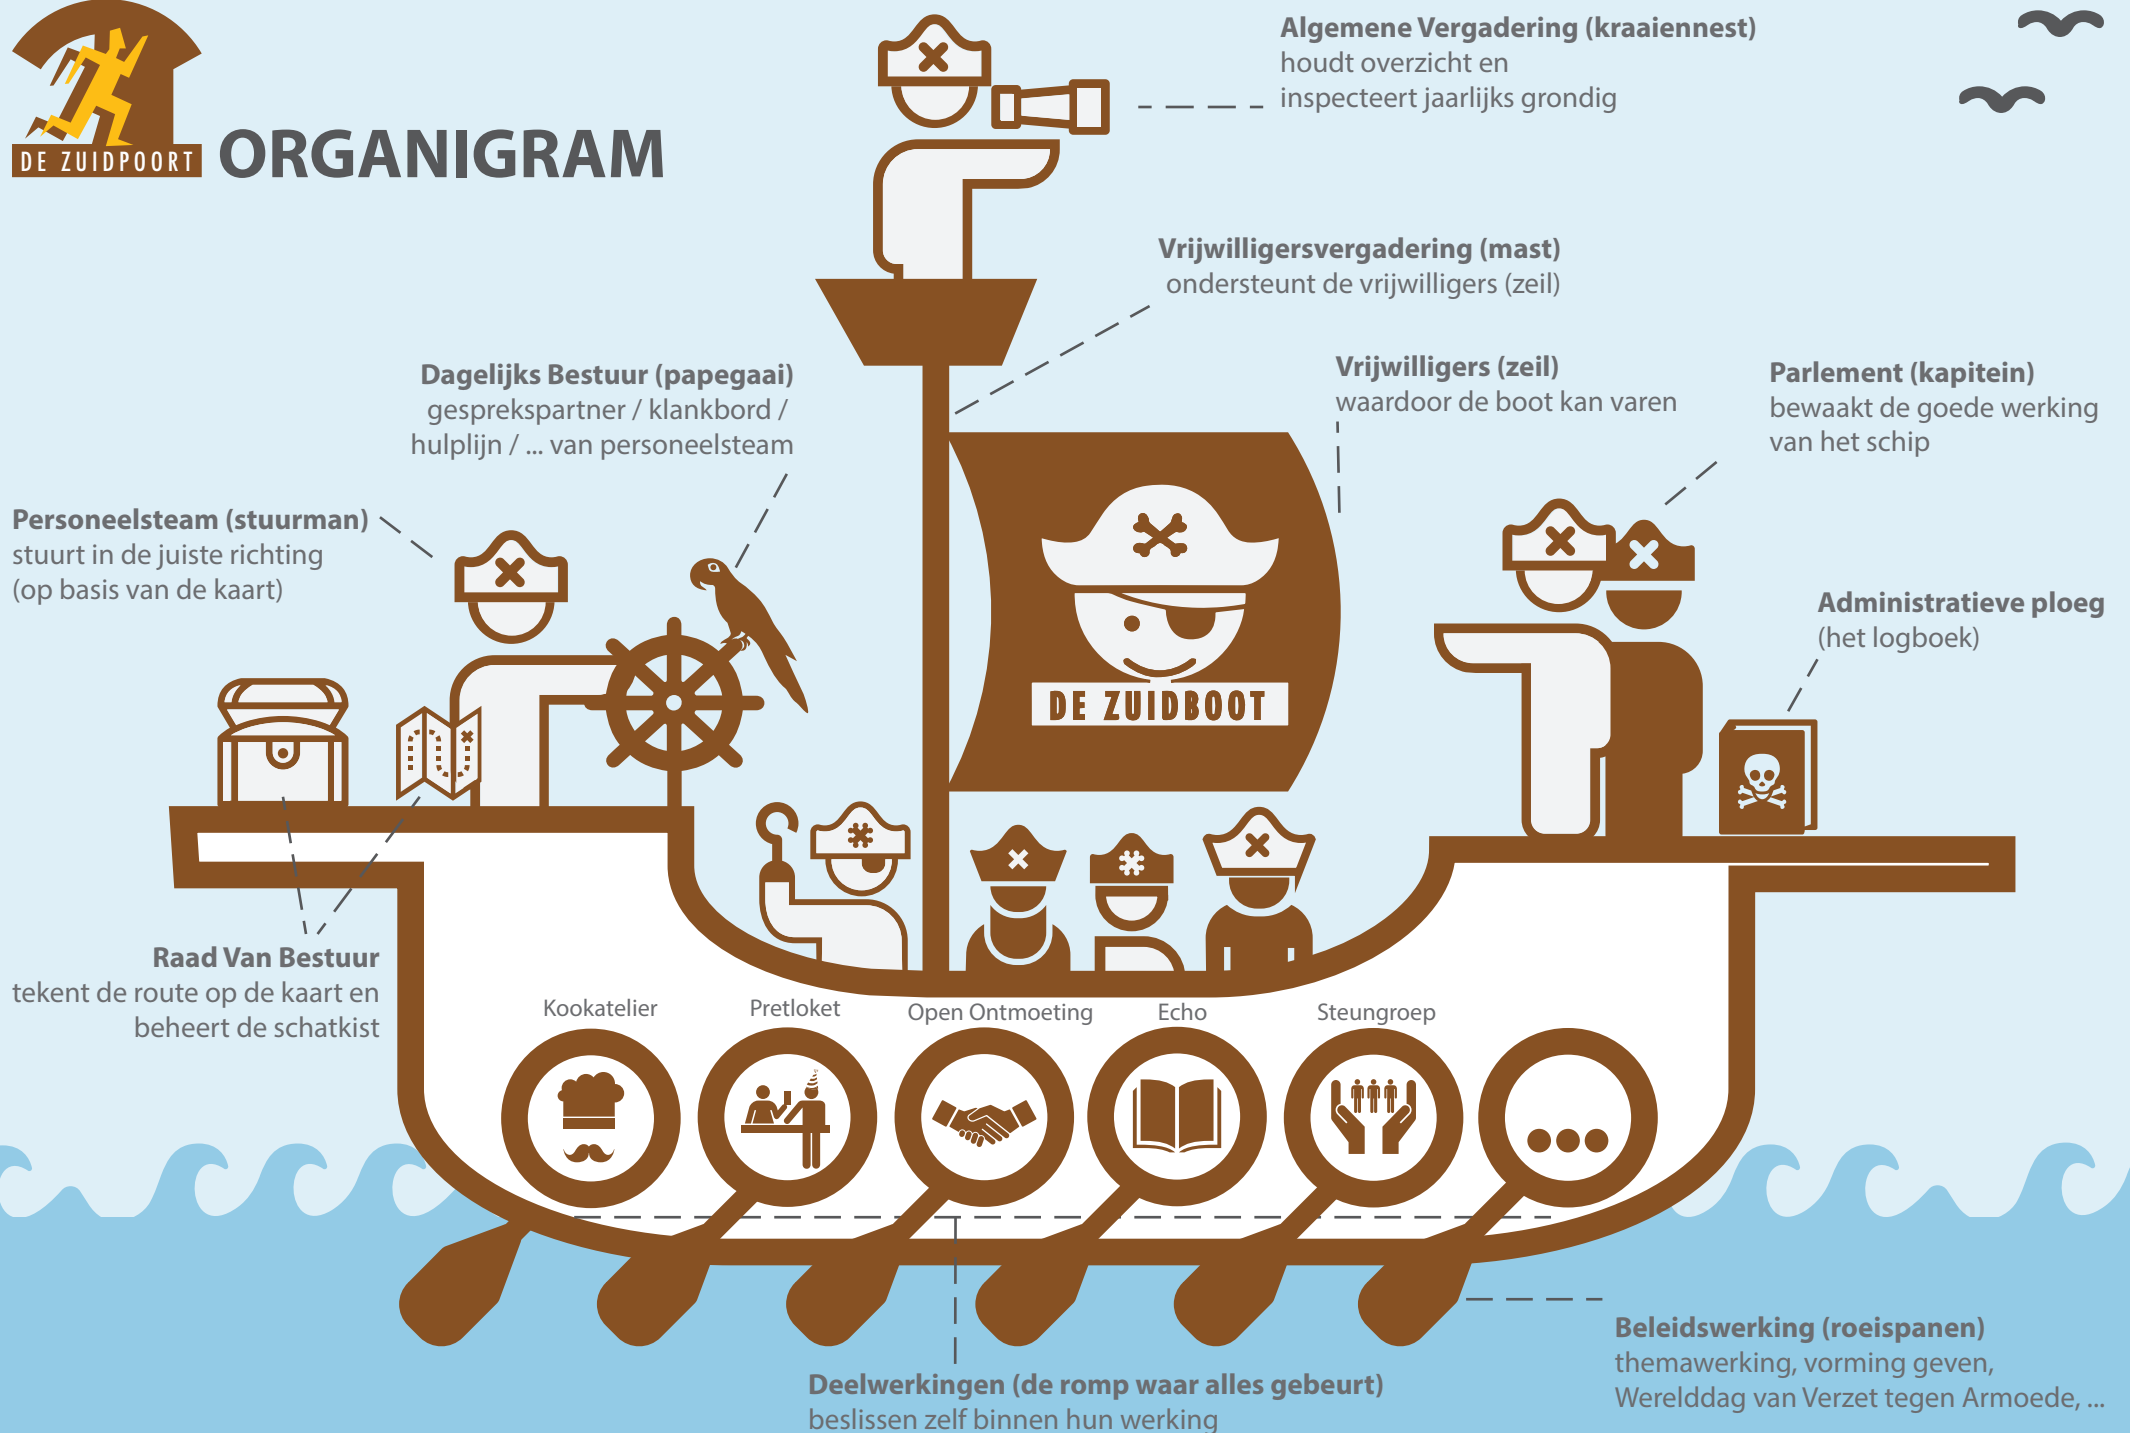 DE ZUIDPOORT
ORGANIGRAM
Algemene Vergadering (kraaiennest)
houdt overzicht en
inspecteert jaarlijks grondig
Vrijwilligersvergadering (mast)
ondersteunt de vrijwilligers (zeil)
Dagelijks Bestuur (papegaai)
gesprekspartner / klankbord /
hulplijn / ... van personeelsteam
Vrijwilligers (zeil)
waardoor de boot kan varen
Parlement (kapitein)
bewaakt de goede werking
van het schip
Personeelsteam (stuurman)
stuurt in de juiste richting
(op basis van de kaart)
Administratieve ploeg
(het logboek)
DE ZUIDBOOT
Raad Van Bestuur
tekent de route op de kaart en
beheert de schatkist
Kookatelier
Pretloket
Open Ontmoeting
Echo
Steungroep
Beleidswerking (roeispanen)
themawerking, vorming geven,
Werelddag van Verzet tegen Armoede, ...
Deelwerkingen (de romp waar alles gebeurt)
beslissen zelf binnen hun werking